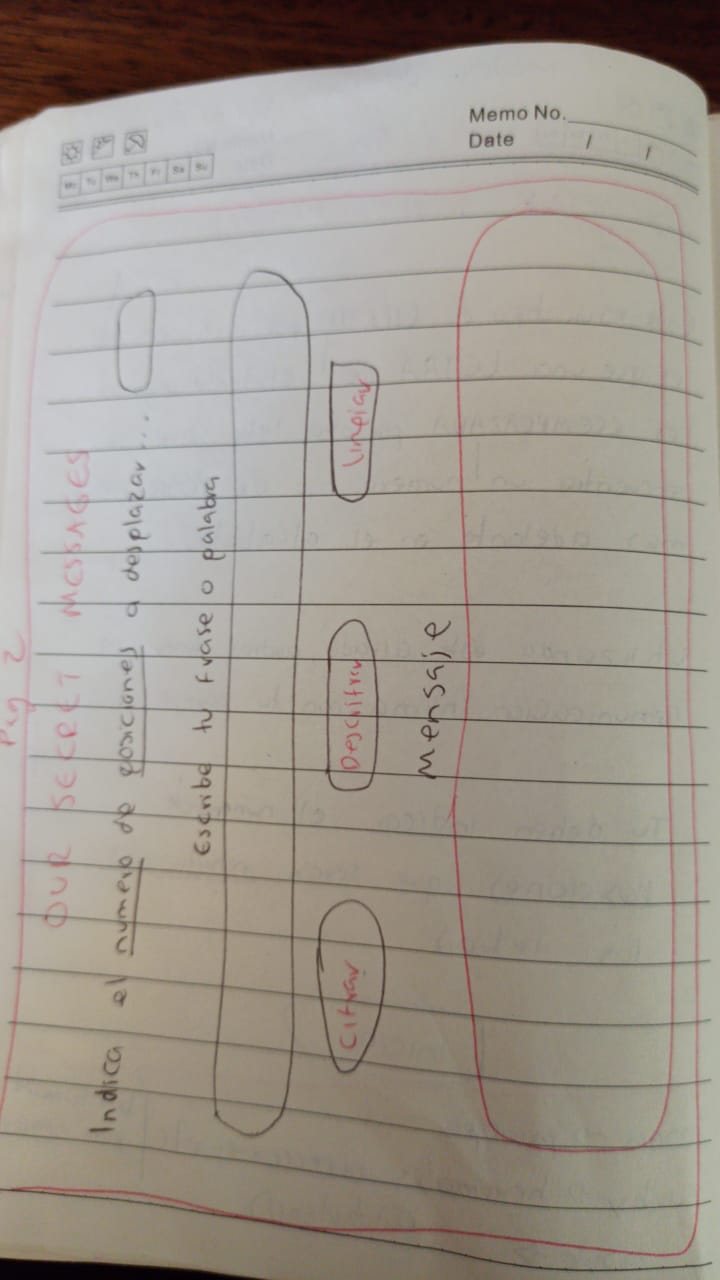 Memo No.
Date / /
Mo Tu We Th Fr Sa Su
Pag 2
OUR SECRET MESSAGES
Indica el numero de posiciones a desplazar...
Escribe tu frase o palabra
Cifrar Descifrar Limpiar
Mensaje